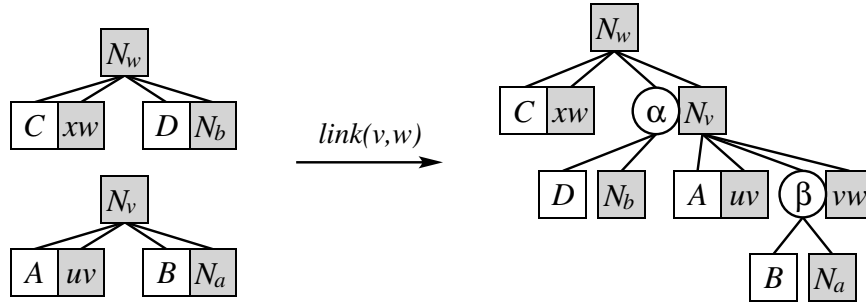 N_w
C xw D N_b
N_v
A uv B N_a
link(v,w)
N_w
C xw α N_v
D N_b A uv β vw
B N_a